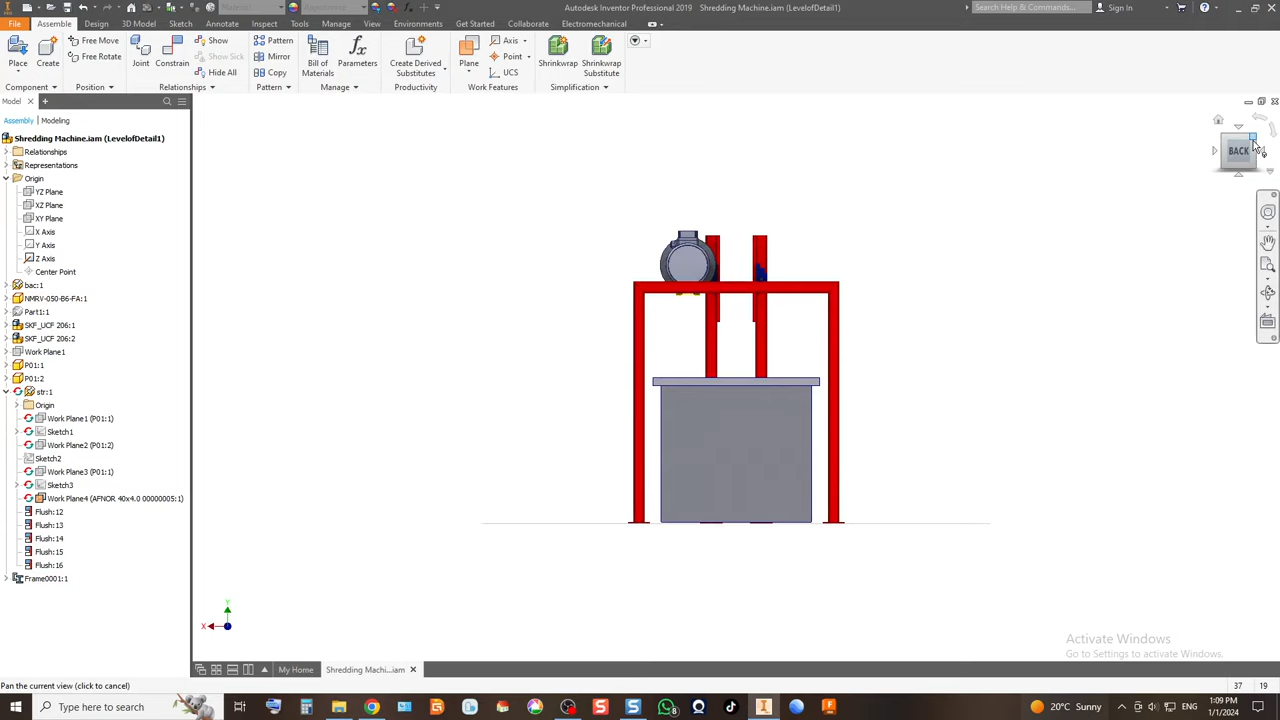 Autodesk Inventor Professional 2019 Shredding Machine.iam (LevelofDetail1)
Search Help & Commands...
Sign In
File
Assemble
Design
3D Model
Sketch
Annotate
Inspect
Tools
Manage
View
Environments
Get Started
Collaborate
Electromechanical
Place
Create
Free Move
Free Rotate
Joint
Constrain
Show
Show Sick
Hide All
Pattern
Mirror
Copy
Bill of Materials
Parameters
Create Derived Substitutes
Plane
Axis
Point
UCS
Shrinkwrap
Shrinkwrap Substitute
Component
Position
Relationships
Pattern
Manage
Productivity
Work Features
Simplification
Model
Assembly
Modeling
Shredding Machine.iam (LevelofDetail1)
Relationships
Representations
Origin
YZ Plane
XZ Plane
XY Plane
X Axis
Y Axis
Z Axis
Center Point
bac:1
NMRV-050-B6-FA:1
Part1:1
SKF_UCF 206:1
SKF_UCF 206:2
Work Plane1
P01:1
P01:2
str:1
Origin
Work Plane1 (P01:1)
Sketch1
Work Plane2 (P01:2)
Sketch2
Work Plane3 (P01:1)
Sketch3
Work Plane4 (AFNOR 40x4.0 00000005:1)
Flush:12
Flush:13
Flush:14
Flush:15
Flush:16
Frame0001:1
BACK
Y
X
Activate Windows
Go to Settings to activate Windows.
My Home
Shredding Machi...iam
Pan the current view (click to cancel)
37
19
Type here to search
8
20°C Sunny
1:09 PM
1/1/2024